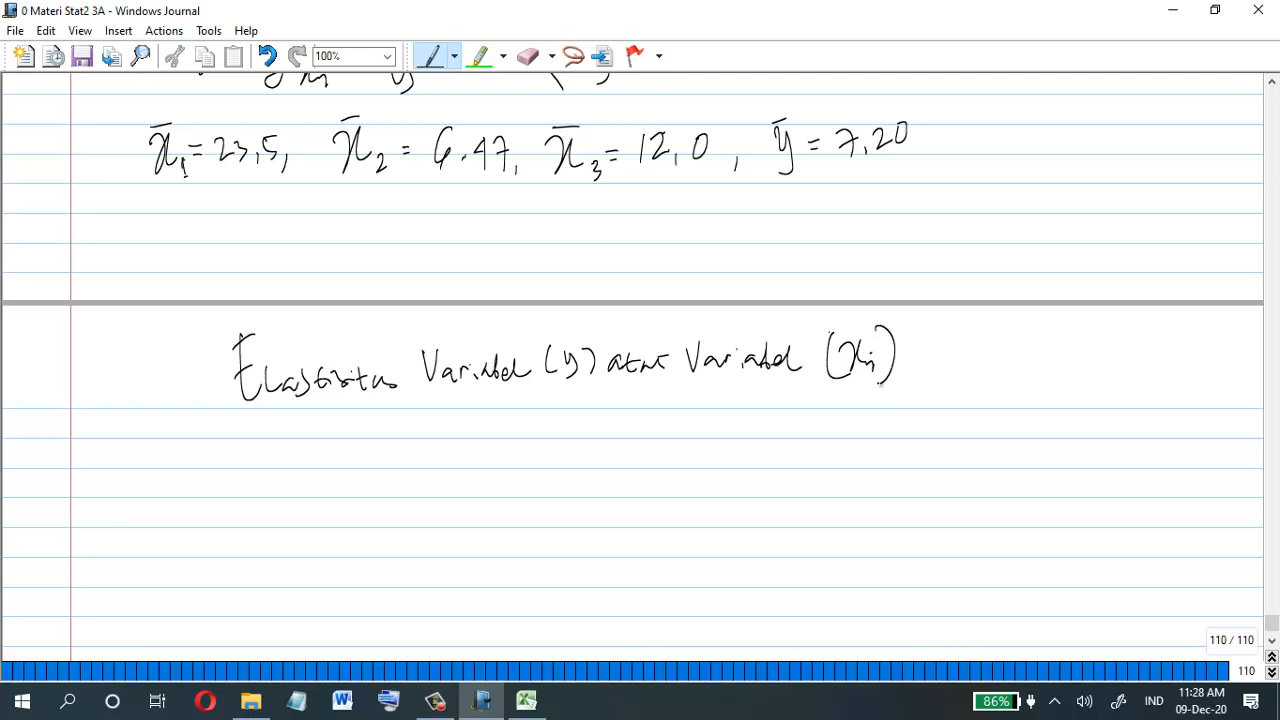 0 Materi Stat2 3A - Windows Journal
File Edit View Insert Actions Tools Help
100%
x̄₁ = 23,5, x̄₂ = 6.47, x̄₃ = 12,0 , ȳ = 7,20
Elastisitas Variabel (y) atas Variabel (xᵢ)
110 / 110
110
86% IND 11:28 AM
09-Dec-20